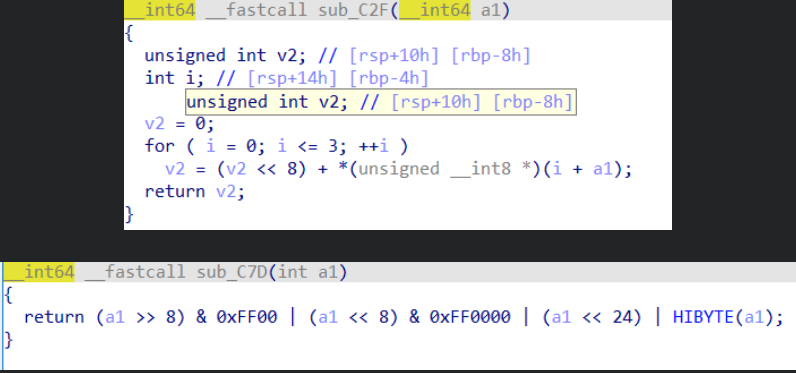 __int64 __fastcall sub_C2F(__int64 a1)
{
unsigned int v2; // [rsp+10h] [rbp-8h]
int i; // [rsp+14h] [rbp-4h]
unsigned int v2; // [rsp+10h] [rbp-8h]
v2 = 0;
for ( i = 0; i <= 3; ++i )
v2 = (v2 << 8) + *(unsigned __int8 *)(i + a1);
return v2;
}
__int64 __fastcall sub_C7D(int a1)
{
return (a1 >> 8) & 0xFF00 | (a1 << 8) & 0xFF0000 | (a1 << 24) | HIBYTE(a1);
}